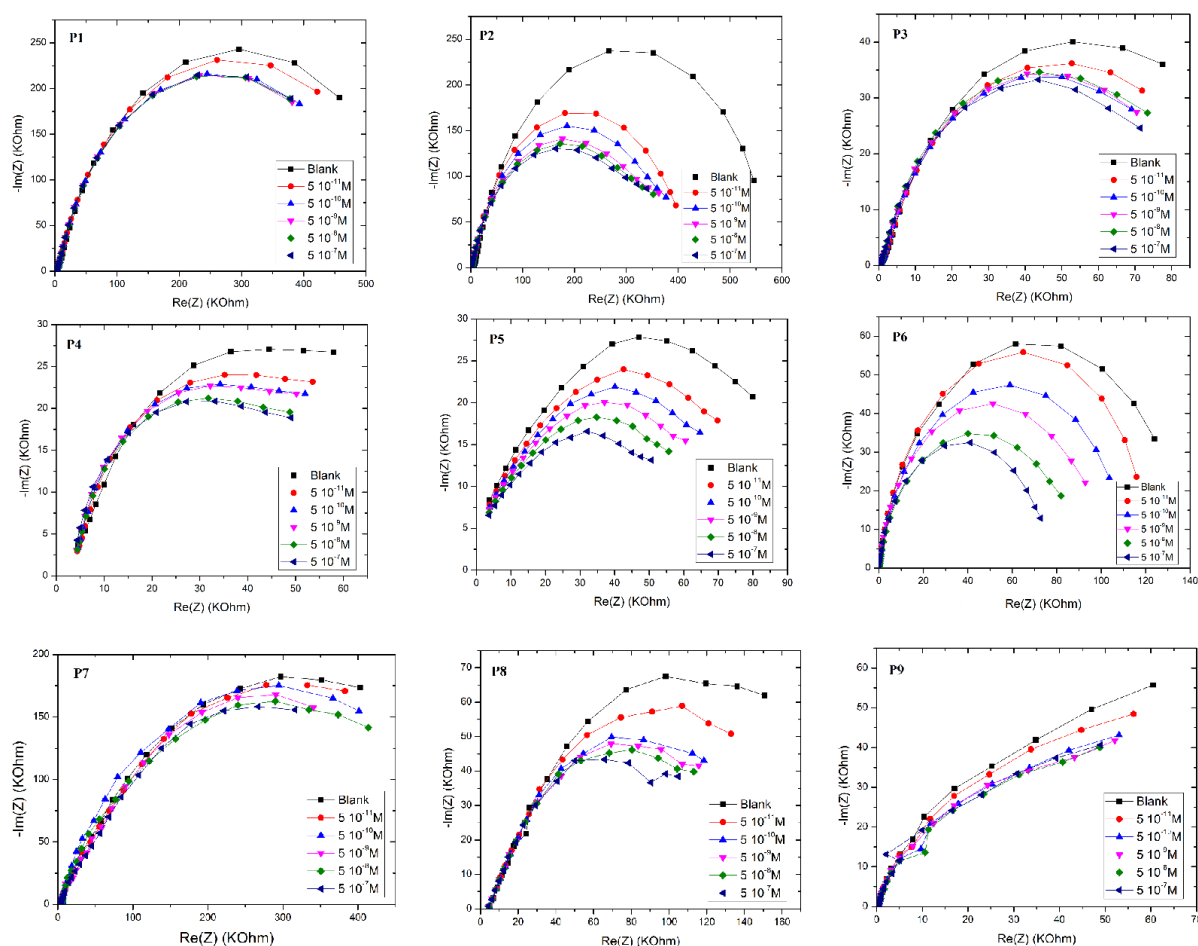 P1
-Im(Z) (KOhm)
250
200
150
100
50
0
0 100 200 300 400 500
Re(Z) (KOhm)
Blank
5 10⁻¹¹M
5 10⁻¹⁰M
5 10⁻⁹M
5 10⁻⁸M
5 10⁻⁷M
P2
-Im(Z) (KOhm)
250
200
150
100
50
0
0 100 200 300 400 500 600
Re(Z) (KOhm)
Blank
5 10⁻¹¹M
5 10⁻¹⁰M
5 10⁻⁹M
5 10⁻⁸M
5 10⁻⁷M
P3
-Im(Z) (KOhm)
40
30
20
10
0
0 10 20 30 40 50 60 70 80
Re(Z) (KOhm)
Blank
5 10⁻¹¹M
5 10⁻¹⁰M
5 10⁻⁹M
5 10⁻⁸M
5 10⁻⁷M
P4
-Im(Z) (KOhm)
30
25
20
15
10
5
0
0 10 20 30 40 50 60
Re(Z) (KOhm)
Blank
5 10⁻¹¹M
5 10⁻¹⁰M
5 10⁻⁹M
5 10⁻⁸M
5 10⁻⁷M
P5
-Im(Z) (KOhm)
30
25
20
15
10
5
0
0 10 20 30 40 50 60 70 80 90
Re(Z) (KOhm)
Blank
5 10⁻¹¹M
5 10⁻¹⁰M
5 10⁻⁹M
5 10⁻⁸M
5 10⁻⁷M
P6
-Im(Z) (KOhm)
60
50
40
30
20
10
0
0 20 40 60 80 100 120 140
Re(Z) (KOhm)
Blank
5 10⁻¹¹M
5 10⁻¹⁰M
5 10⁻⁹M
5 10⁻⁸M
5 10⁻⁷M
P7
-Im(Z) (KOhm)
200
150
100
50
0
0 100 200 300 400
Re(Z) (KOhm)
Blank
5 10⁻¹¹M
5 10⁻¹⁰M
5 10⁻⁹M
5 10⁻⁸M
5 10⁻⁷M
P8
-Im(Z) (KOhm)
70
60
50
40
30
20
10
0
0 20 40 60 80 100 120 140 160
Re(Z) (KOhm)
Blank
5 10⁻¹¹M
5 10⁻¹⁰M
5 10⁻⁹M
5 10⁻⁸M
5 10⁻⁷M
P9
-Im(Z) (KOhm)
60
50
40
30
20
10
0
0 10 20 30 40 50 60 70
Re(Z) (KOhm)
Blank
5 10⁻¹¹M
5 10⁻⁹M
5 10⁻⁸M
5 10⁻⁷M